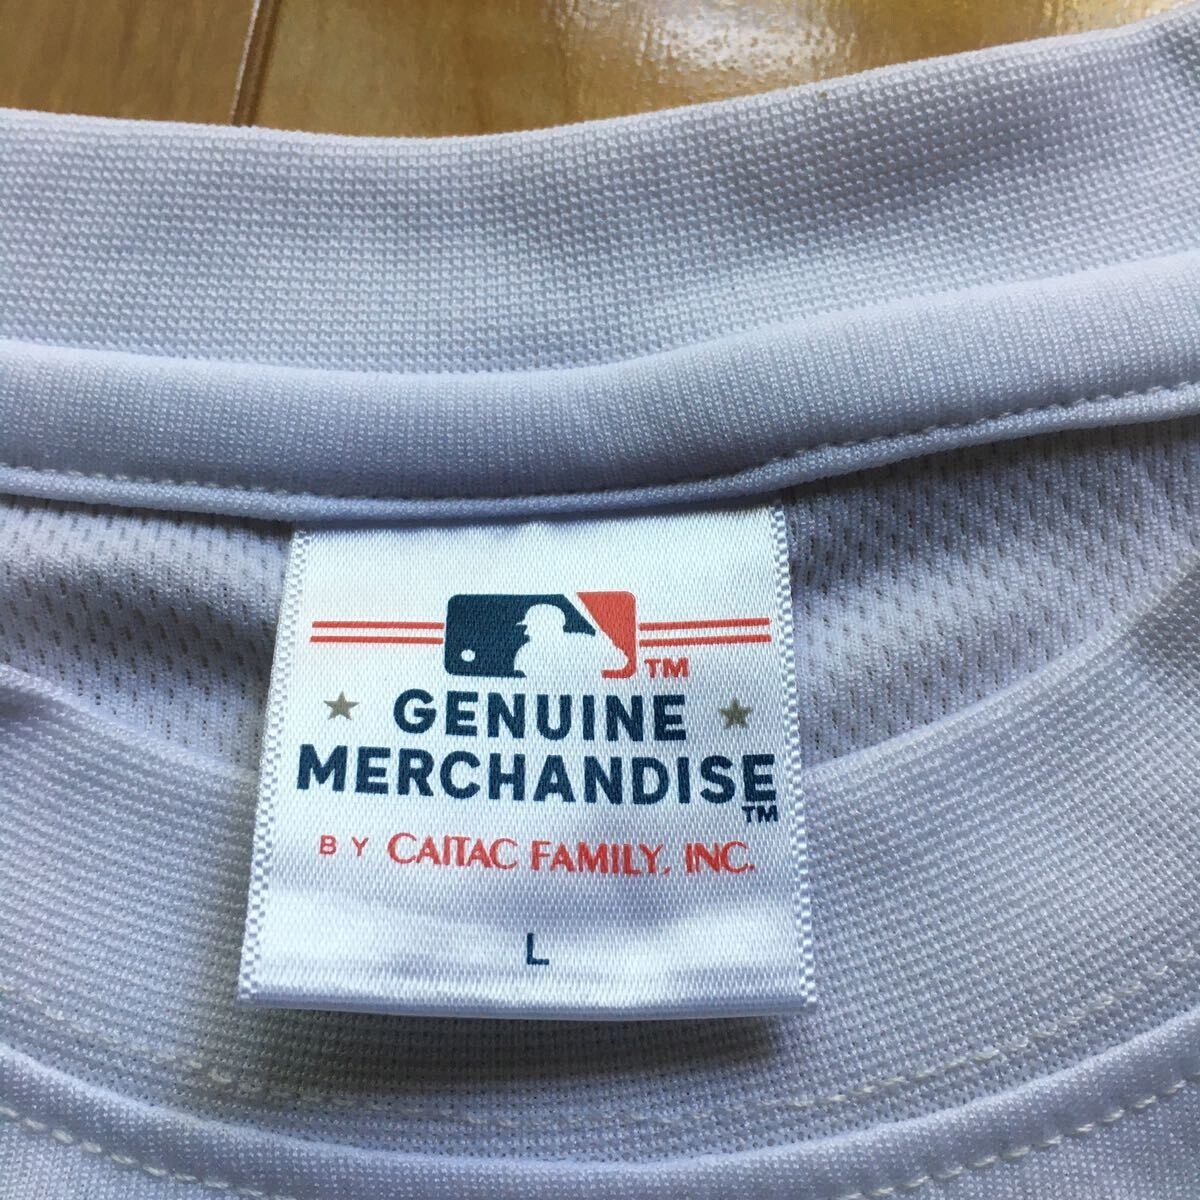 TM
GENUINE
MERCHANDISE
TM
BY CAITAC FAMILY, INC.
L